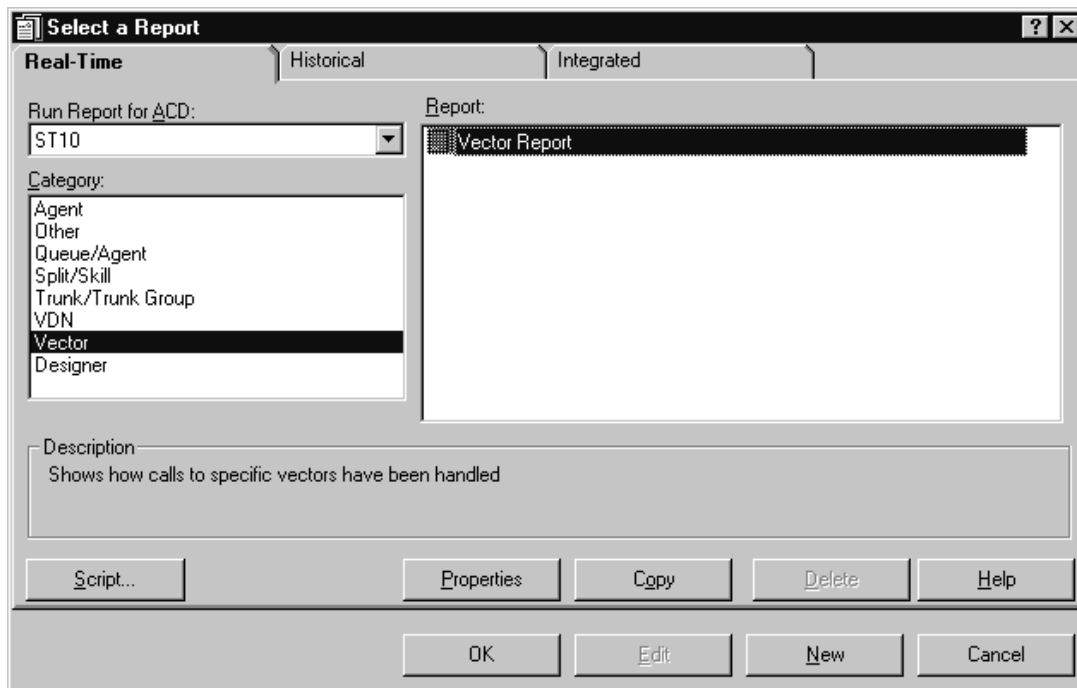 Select a Report
Real-Time Historical Integrated
Run Report for ACD:
ST10
Category:
Agent
Other
Queue/Agent
Split/Skill
Trunk/Trunk Group
VDN
Vector
Designer
Report:
Vector Report
Description
Shows how calls to specific vectors have been handled
Script... Properties Copy Delete Help
OK Edit New Cancel